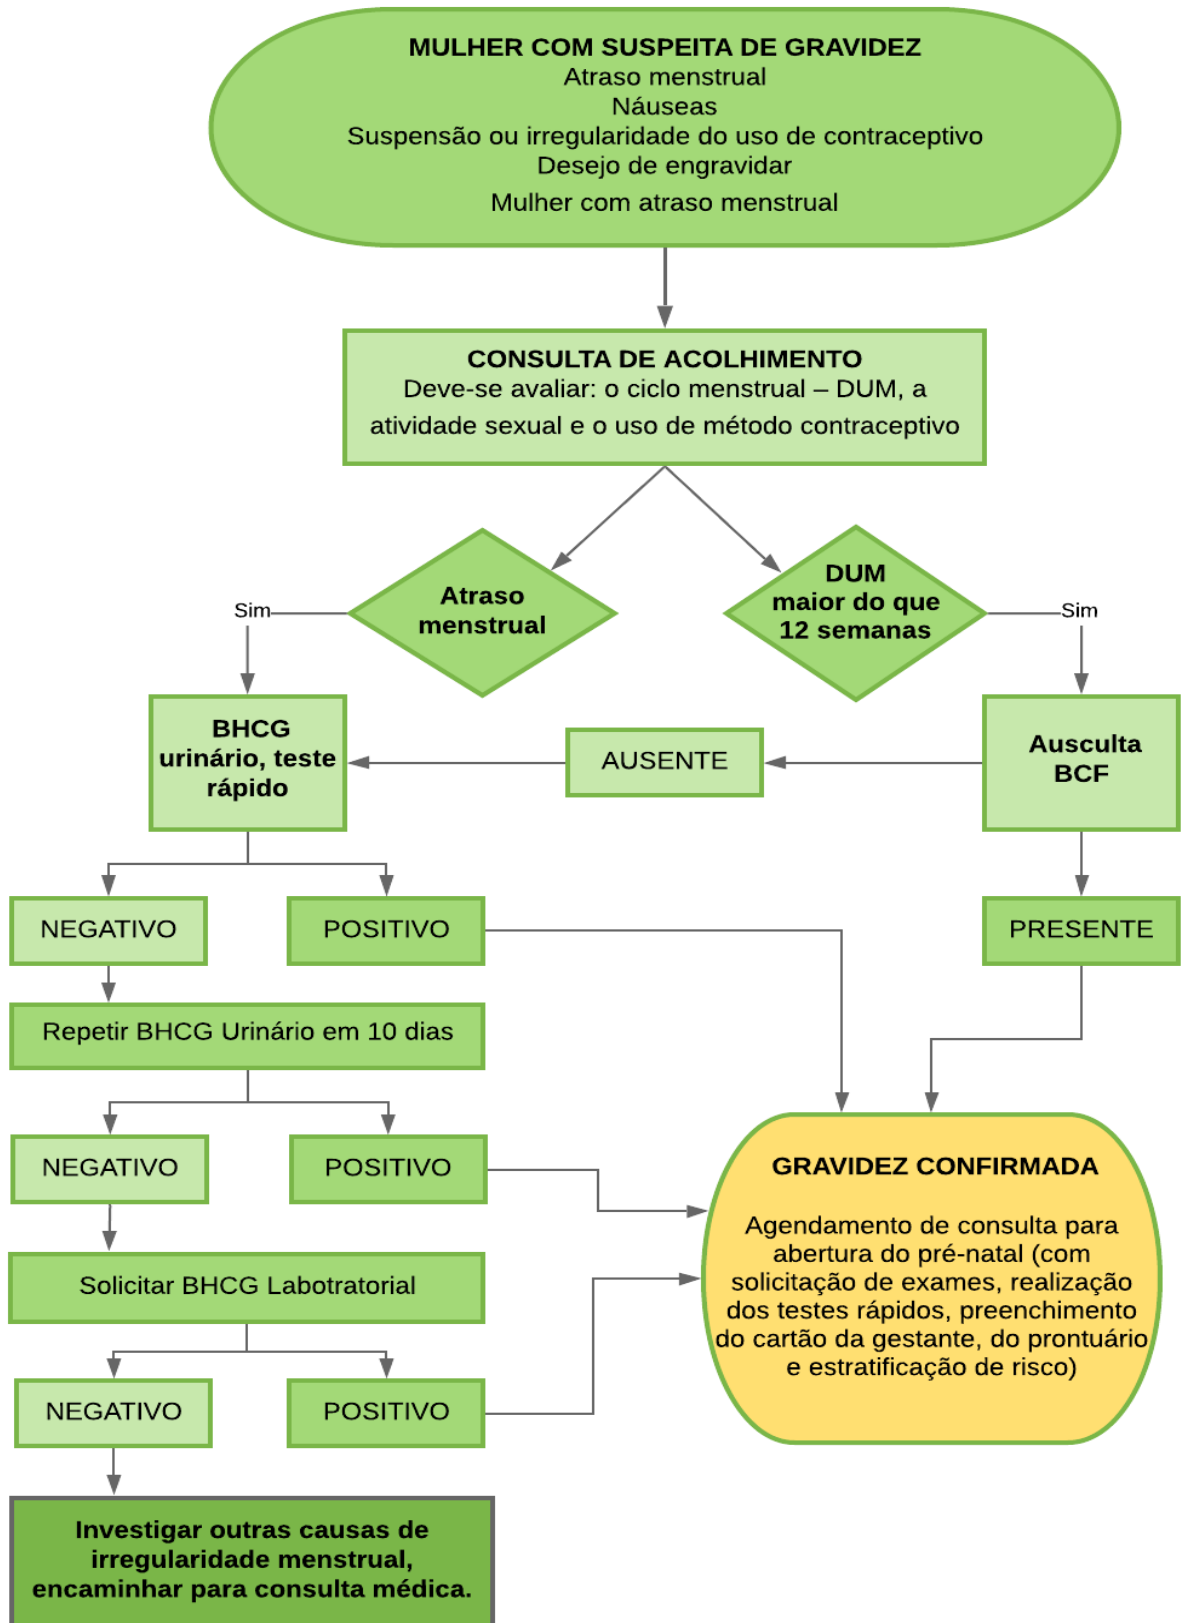 MULHER COM SUSPEITA DE GRAVIDEZ
Atraso menstrual
Náuseas
Suspensão ou irregularidade do uso de contraceptivo
Desejo de engravidar
Mulher com atraso menstrual
CONSULTA DE ACOLHIMENTO
Deve-se avaliar: o ciclo menstrual – DUM, a
atividade sexual e o uso de método contraceptivo
Atraso
menstrual
DUM
maior do que
12 semanas
Sim
Sim
BHCG
urinário, teste
rápido
AUSENTE
Ausculta
BCF
NEGATIVO
POSITIVO
PRESENTE
Repetir BHCG Urinário em 10 dias
NEGATIVO
POSITIVO
Solicitar BHCG Labotratorial
NEGATIVO
POSITIVO
GRAVIDEZ CONFIRMADA
Agendamento de consulta para
abertura do pré-natal (com
solicitação de exames, realização
dos testes rápidos, preenchimento
do cartão da gestante, do prontuário
e estratificação de risco)
Investigar outras causas de
irregularidade menstrual,
encaminhar para consulta médica.